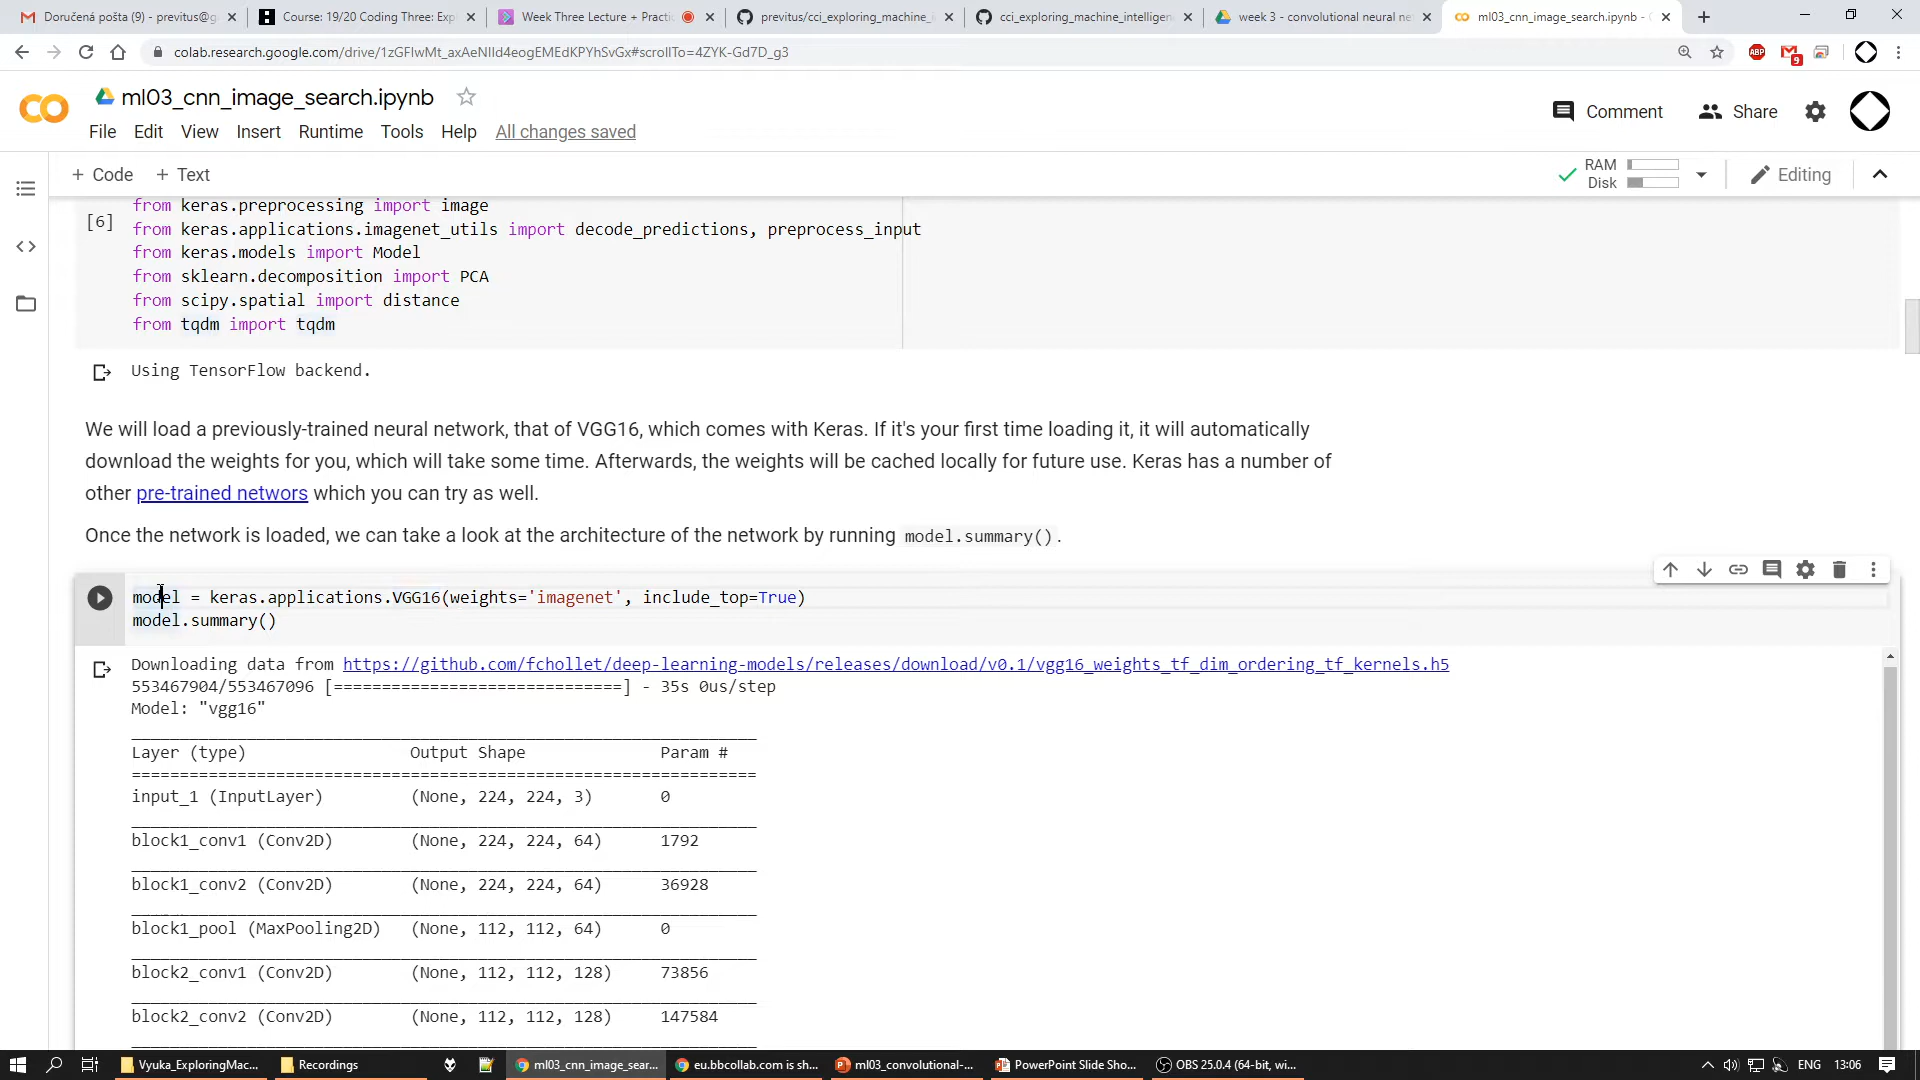 Doručená pošta (9) - previtus@g
Course: 19/20 Coding Three: Exp
Week Three Lecture + Practi
previtus/cci_exploring_machine_i
cci_exploring_machine_intelligen
week 3 - convolutional neural ne
ml03_cnn_image_search.ipynb -
colab.research.google.com/drive/1zGFIwMt_axAeNIId4eogEMEdKPYhSvGx#scrollTo=4ZYK-Gd7D_g3
ABP
9
ml03_cnn_image_search.ipynb
Comment
Share
File Edit View Insert Runtime Tools Help All changes saved
+ Code + Text
RAM
Disk
Editing
from keras.preprocessing import image
[6]
from keras.applications.imagenet_utils import decode_predictions, preprocess_input
from keras.models import Model
from sklearn.decomposition import PCA
from scipy.spatial import distance
from tqdm import tqdm
Using TensorFlow backend.
We will load a previously-trained neural network, that of VGG16, which comes with Keras. If it's your first time loading it, it will automatically
download the weights for you, which will take some time. Afterwards, the weights will be cached locally for future use. Keras has a number of
other pre-trained networs which you can try as well.
Once the network is loaded, we can take a look at the architecture of the network by running model.summary().
model = keras.applications.VGG16(weights='imagenet', include_top=True)
model.summary()
Downloading data from https://github.com/fchollet/deep-learning-models/releases/download/v0.1/vgg16_weights_tf_dim_ordering_tf_kernels.h5
553467904/553467096 [==============================] - 35s 0us/step
Model: "vgg16"
_________________________________________________________________
Layer (type) Output Shape Param #
=================================================================
input_1 (InputLayer) (None, 224, 224, 3) 0
_________________________________________________________________
block1_conv1 (Conv2D) (None, 224, 224, 64) 1792
_________________________________________________________________
block1_conv2 (Conv2D) (None, 224, 224, 64) 36928
_________________________________________________________________
block1_pool (MaxPooling2D) (None, 112, 112, 64) 0
_________________________________________________________________
block2_conv1 (Conv2D) (None, 112, 112, 128) 73856
_________________________________________________________________
block2_conv2 (Conv2D) (None, 112, 112, 128) 147584
_________________________________________________________________
Vyuka_ExploringMac...
Recordings
ml03_cnn_image_sear...
eu.bbcollab.com is sh...
ml03_convolutional-...
PowerPoint Slide Sho...
OBS 25.0.4 (64-bit, wi...
ENG
13:06